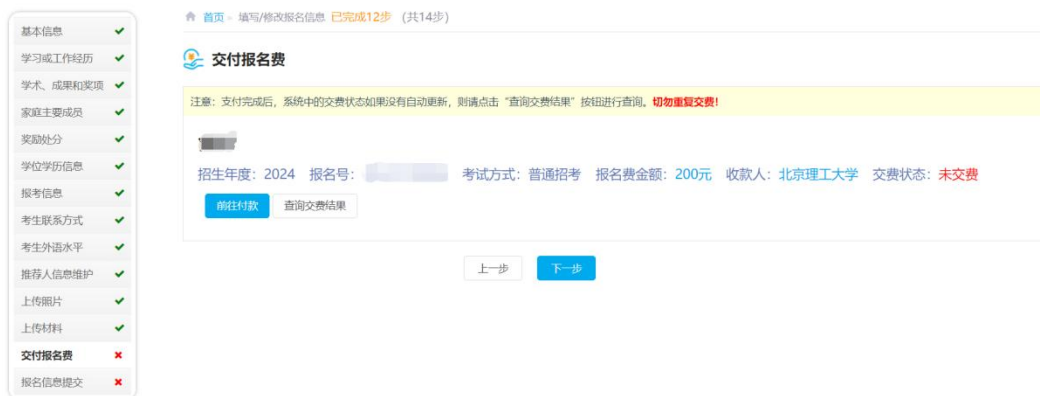 首页 » 填写/修改报名信息 已完成12步 (共14步)
基本信息
学习或工作经历
学术、成果和奖项
家庭主要成员
奖励处分
学位学历信息
报考信息
考生联系方式
考生外语水平
推荐人信息维护
上传照片
上传材料
交付报名费
报名信息提交
交付报名费
注意：支付完成后，系统中的交费状态如果没有自动更新，则请点击“查询交费结果”按钮进行查询。切勿重复交费！
招生年度：2024 报名号： 考试方式：普通招考 报名费金额：200元 收款人：北京理工大学 交费状态：未交费
前往付款 查询交费结果
上一步 下一步